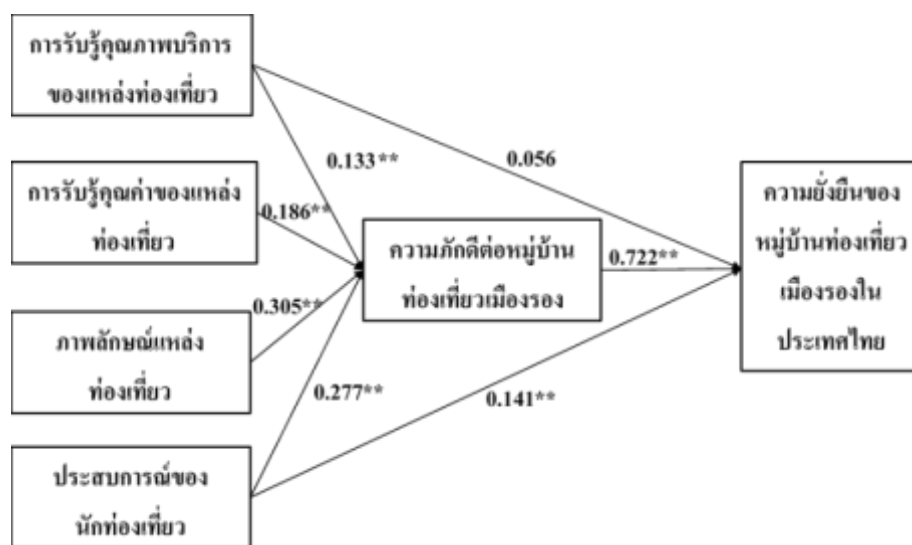 การรับรู้คุณภาพบริการ
ของแหล่งท่องเที่ยว
0.133**
0.056
การรับรู้คุณค่าของแหล่ง
ท่องเที่ยว
0.186**
ความภักดีต่อหมู่บ้าน
ท่องเที่ยวเมืองรอง
0.722**
ความยั่งยืนของ
หมู่บ้านท่องเที่ยว
เมืองรองใน
ประเทศไทย
0.305**
ภาพลักษณ์แหล่ง
ท่องเที่ยว
0.277**
0.141**
ประสบการณ์ของ
นักท่องเที่ยว